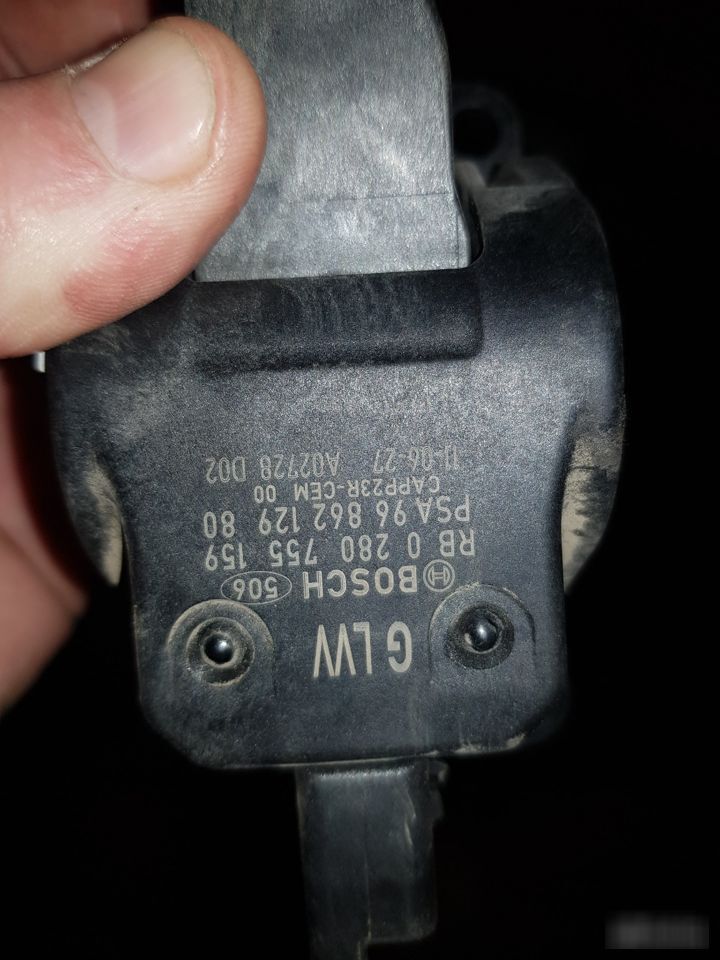 GLW
BOSCH 506
RB 0 280 755 159
PSA 96 862 129 80
CAPP23R-CEM 00
11-06-27 A02728 D02